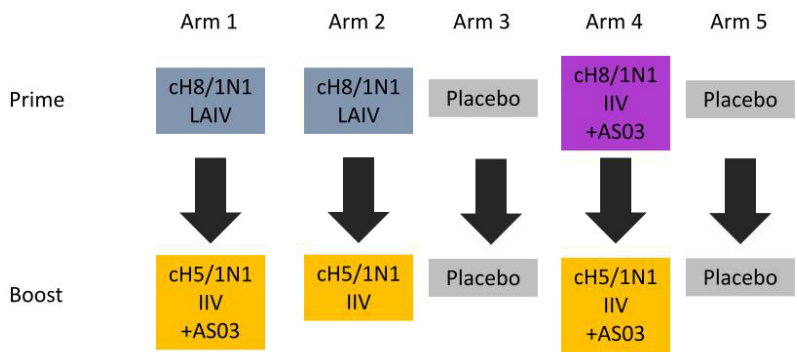 Arm 1 Arm 2 Arm 3 Arm 4 Arm 5
Prime
cH8/1N1
LAIV
cH8/1N1
LAIV
Placebo
cH8/1N1
IIV
+AS03
Placebo
Boost
cH5/1N1
IIV
+AS03
cH5/1N1
IIV
Placebo
cH5/1N1
IIV
+AS03
Placebo